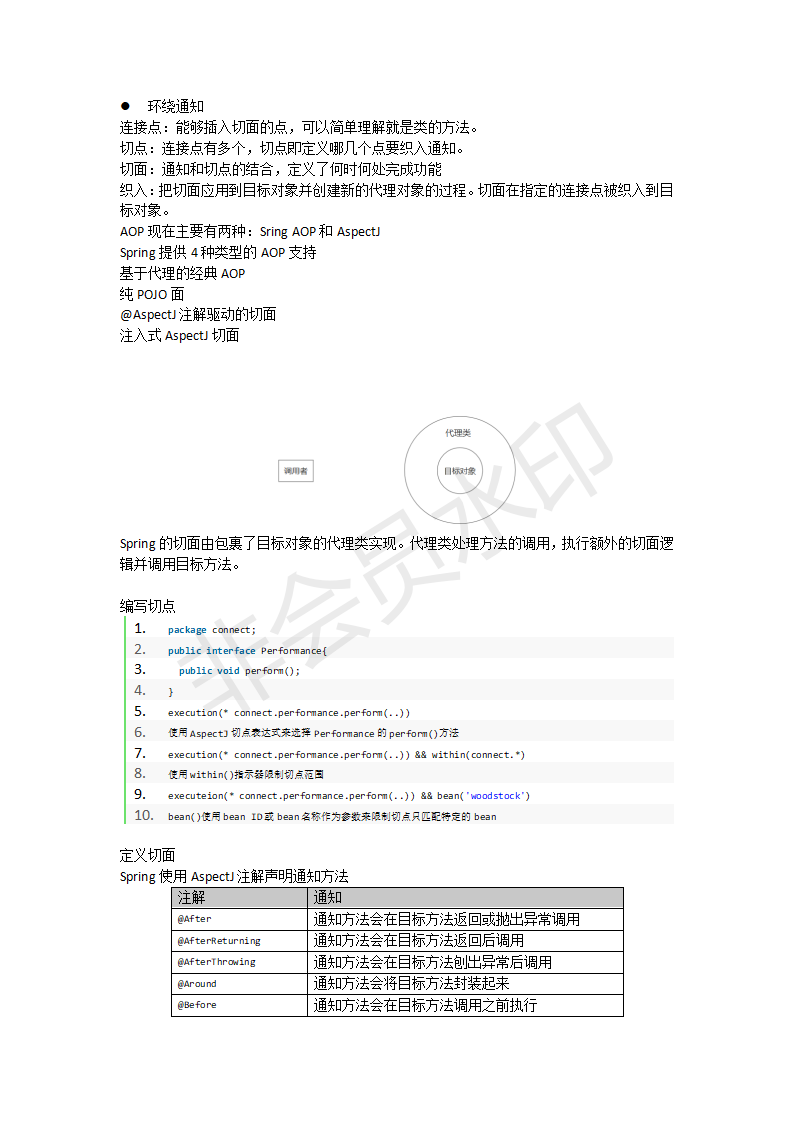 ● 环绕通知
连接点：能够插入切面的点，可以简单理解就是类的方法。
切点：连接点有多个，切点即定义哪几个点要织入通知。
切面：通知和切点的结合，定义了何时何处完成功能
织入：把切面应用到目标对象并创建新的代理对象的过程。切面在指定的连接点被织入到目
标对象。
AOP 现在主要有两种：Sring AOP 和 AspectJ
Spring 提供 4 种类型的 AOP 支持
基于代理的经典 AOP
纯 POJO 面
@AspectJ 注解驱动的切面
注入式 AspectJ 切面
代理类
调用者
目标对象
非会员水印
Spring 的切面由包裹了目标对象的代理类实现。代理类处理方法的调用，执行额外的切面逻
辑并调用目标方法。
编写切点
1. package connect;
2. public interface Performance{
3. public void perform();
4. }
5. execution(* connect.performance.perform(..))
6. 使用 AspectJ 切点表达式来选择 Performance 的 perform()方法
7. execution(* connect.performance.perform(..)) && within(connect.*)
8. 使用 within()指示器限制切点范围
9. executeion(* connect.performance.perform(..)) && bean('woodstock')
10. bean()使用 bean ID 或 bean 名称作为参数来限制切点只匹配特定的 bean
定义切面
Spring 使用 AspectJ 注解声明通知方法
注解 通知
@After 通知方法会在目标方法返回或抛出异常调用
@AfterReturning 通知方法会在目标方法返回后调用
@AfterThrowing 通知方法会在目标方法刨出异常后调用
@Around 通知方法会将目标方法封装起来
@Before 通知方法会在目标方法调用之前执行